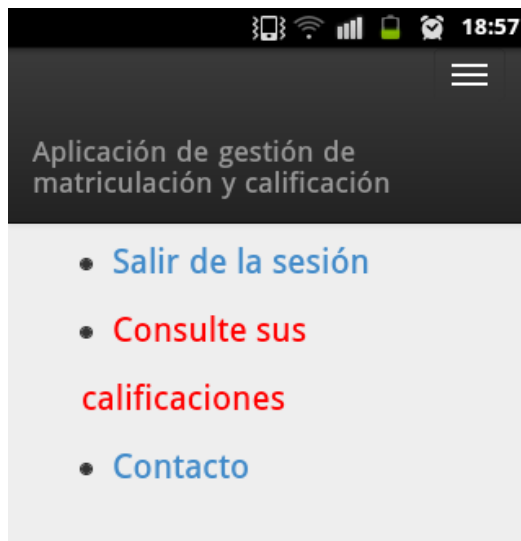 18:57
Aplicación de gestión de
matriculación y calificación
Salir de la sesión
Consulte sus
calificaciones
Contacto